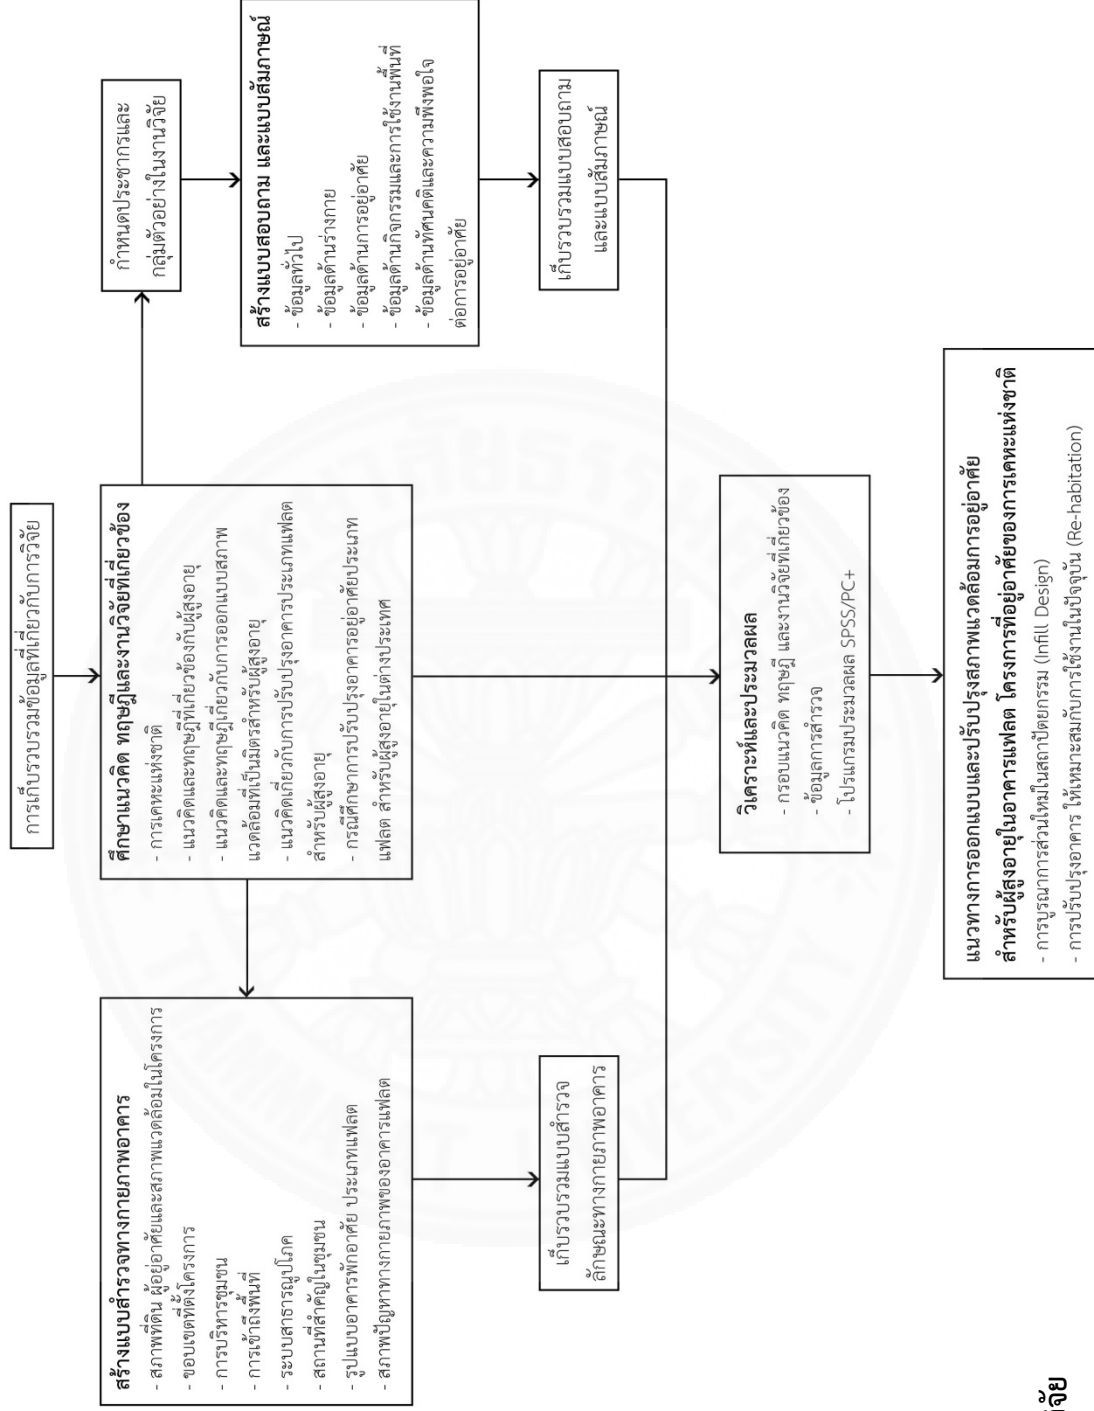 การเก็บรวบรวมข้อมูลที่เกี่ยวกับการวิจัย
ศึกษาแนวคิด ทฤษฎีและงานวิจัยที่เกี่ยวข้อง
- การเคหะแห่งชาติ
- แนวคิดและทฤษฎีที่เกี่ยวข้องกับผู้สูงอายุ
- แนวคิดและทฤษฎีเกี่ยวกับการออกแบบสภาพ
แวดล้อมที่เป็นมิตรสำหรับผู้สูงอายุ
- แนวคิดเกี่ยวกับการปรับปรุงอาคารประเภทแฟลต
สำหรับผู้สูงอายุ
- กรณีศึกษาการปรับปรุงอาคารอยู่อาศัยประเภท
แฟลต สำหรับผู้สูงอายุในต่างประเทศ
สร้างแบบสำรวจทางกายภาพอาคาร
- สภาพที่ดิน ผู้อยู่อาศัยและสภาพแวดล้อมในโครงการ
- ขอบเขตที่ตั้งโครงการ
- การบริหารชุมชน
- การเข้าถึงพื้นที่
- ระบบสาธารณูปโภค
- สถานที่สำคัญในชุมชน
- รูปแบบอาคารพักอาศัย ประเภทแฟลต
- สภาพปัญหาทางกายภาพของอาคารแฟลต
เก็บรวบรวมแบบสำรวจ
ลักษณะทางกายภาพอาคาร
กำหนดประชากรและ
กลุ่มตัวอย่างในงานวิจัย
สร้างแบบสอบถาม และแบบสัมภาษณ์
- ข้อมูลทั่วไป
- ข้อมูลด้านร่างกาย
- ข้อมูลด้านการอยู่อาศัย
- ข้อมูลด้านกิจกรรมและการใช้งานพื้นที่
- ข้อมูลด้านทัศนคติและความพึงพอใจ
ต่อการอยู่อาศัย
เก็บรวบรวมแบบสอบถาม
และแบบสัมภาษณ์
วิเคราะห์และประมวลผล
- กรอบแนวคิด ทฤษฎี และงานวิจัยที่เกี่ยวข้อง
- ข้อมูลการสำรวจ
- โปรแกรมประมวลผล SPSS/PC+
แนวทางการออกแบบและปรับปรุงสภาพแวดล้อมการอยู่อาศัย
สำหรับผู้สูงอายุในอาคารแฟลต โครงการที่อยู่อาศัยของการเคหะแห่งชาติ
- การบูรณาการส่วนใหม่ในสถาปัตยกรรม (Infill Design)
- การปรับปรุงอาคาร ให้เหมาะสมกับการใช้งานในปัจจุบัน (Re-habitation)